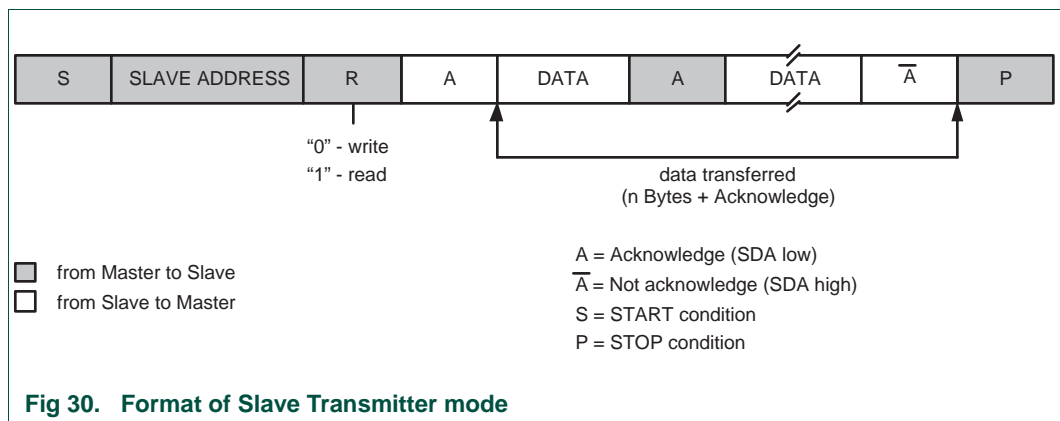 S SLAVE ADDRESS R A DATA A DATA A̅ P
“0” - write
“1” - read
data transferred
(n Bytes + Acknowledge)
from Master to Slave
from Slave to Master
A = Acknowledge (SDA low)
A̅ = Not acknowledge (SDA high)
S = START condition
P = STOP condition
Fig 30. Format of Slave Transmitter mode